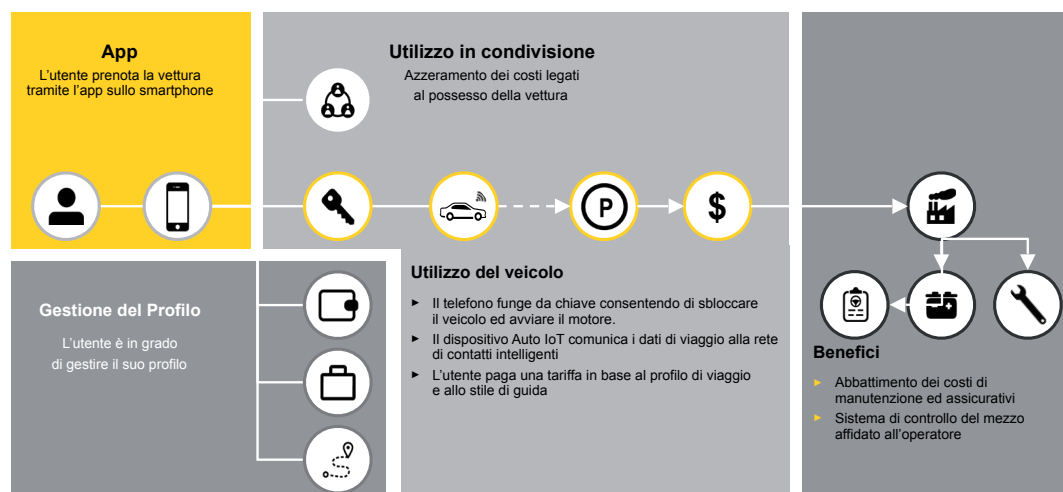 App
L'utente prenota la vettura
tramite l'app sullo smartphone
Utilizzo in condivisione
Azzeramento dei costi legati
al possesso della vettura
P
$
Gestione del Profilo
L'utente è in grado
di gestire il suo profilo
Utilizzo del veicolo
► Il telefono funge da chiave consentendo di sbloccare
il veicolo ed avviare il motore.
► Il dispositivo Auto IoT comunica i dati di viaggio alla rete
di contatti intelligenti
► L'utente paga una tariffa in base al profilo di viaggio
e allo stile di guida
Benefici
► Abbattimento dei costi di
manutenzione ed assicurativi
► Sistema di controllo del mezzo
affidato all'operatore